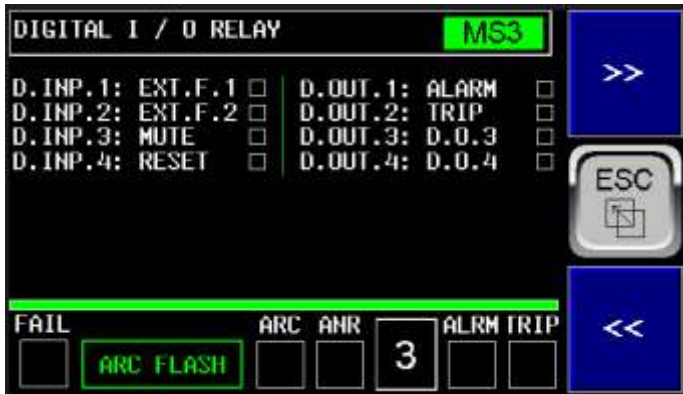 DIGITAL I / O RELAY MS3
>>
D.INP.1: EXT.F.1 D.OUT.1: ALARM
D.INP.2: EXT.F.2 D.OUT.2: TRIP
D.INP.3: MUTE D.OUT.3: D.O.3
D.INP.4: RESET D.OUT.4: D.O.4
ESC
FAIL ARC ANR ALRM TRIP
ARC FLASH 3
<<